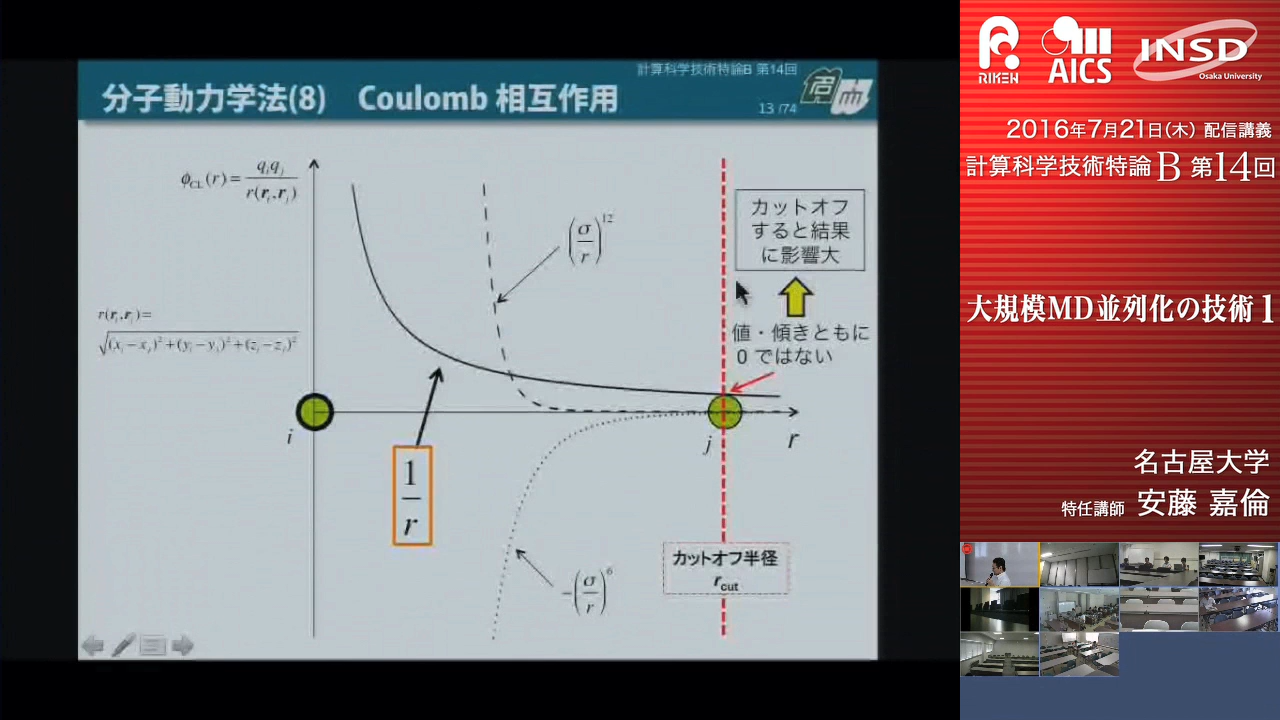 計算科学技術特論B 第14回
分子動力学法(8) Coulomb 相互作用
13 /74
φCL(r) = qiqj / r(ri,rj)
(σ/r)^12
カットオフ
すると結果
に影響大
r(ri,rj)=
√(xi−xj)²+(yi−yj)²+(zi−zj)²
値・傾きともに
0 ではない
i
j
r
1/r
カットオフ半径
rcut
−(σ/r)^6
RIKEN
AICS
INSD
Osaka University
2016年7月21日(木) 配信講義
計算科学技術特論 B 第14回
大規模MD並列化の技術1
名古屋大学
特任講師 安藤 嘉倫